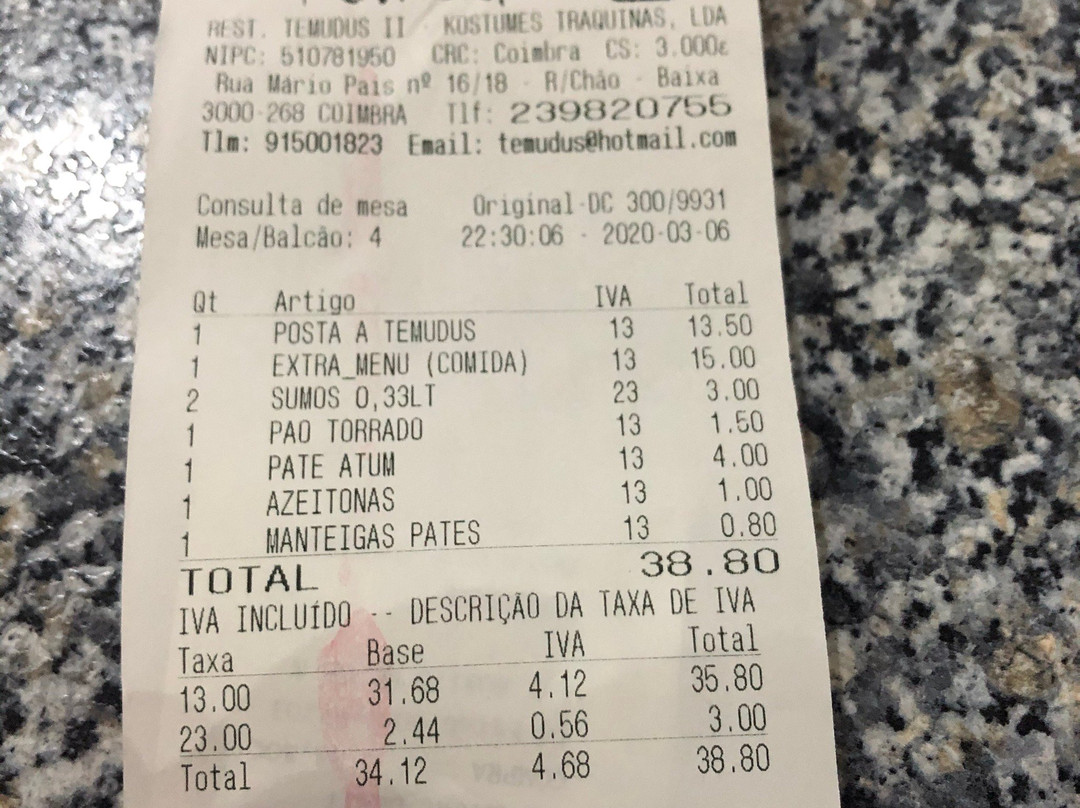 REST. TEMUDUS II - KOSTUMES TRAQUINAS, LDA
NIPC: 510781950 CRC: Coimbra CS: 3.000£
Rua Mário Pais nº 16/18 - R/Chão - Baixa
3000-268 COIMBRA Tlf: 239820755
Tlm: 915001823 Email: temudus@hotmail.com
Consulta de mesa Original-DC 300/9931
Mesa/Balcão: 4 22:30:06 - 2020-03-06
Qt Artigo IVA Total
1 POSTA A TEMUDUS 13 13.50
1 EXTRA_MENU (COMIDA) 13 15.00
2 SUMOS 0,33LT 23 3.00
1 PAO TORRADO 13 1.50
1 PATE ATUM 13 4.00
1 AZEITONAS 13 1.00
1 MANTEIGAS PATES 13 0.80
TOTAL 38.80
IVA INCLUÍDO -- DESCRIÇÃO DA TAXA DE IVA
Taxa Base IVA Total
13.00 31.68 4.12 35.80
23.00 2.44 0.56 3.00
Total 34.12 4.68 38.80